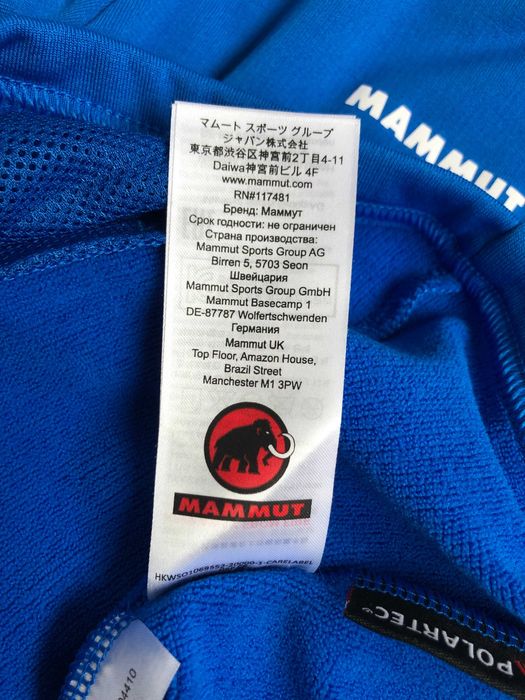 マムート スポーツ グループ
ジャパン株式会社
東京都渋谷区神宮前2丁目4-11
Daiwa神宮前ビル 4F
www.mammut.com
RN#117481
Бренд: Маммут
Срок годности: не ограничен
Страна производства:
Mammut Sports Group AG
Birren 5, 5703 Seon
Швейцария
Mammut Sports Group GmbH
Mammut Basecamp 1
DE-87787 Wolfertschwenden
Германия
Mammut UK
Top Floor, Amazon House,
Brazil Street
Manchester M1 3PW
MAMMUT
MAMMUT
POLARTEC®